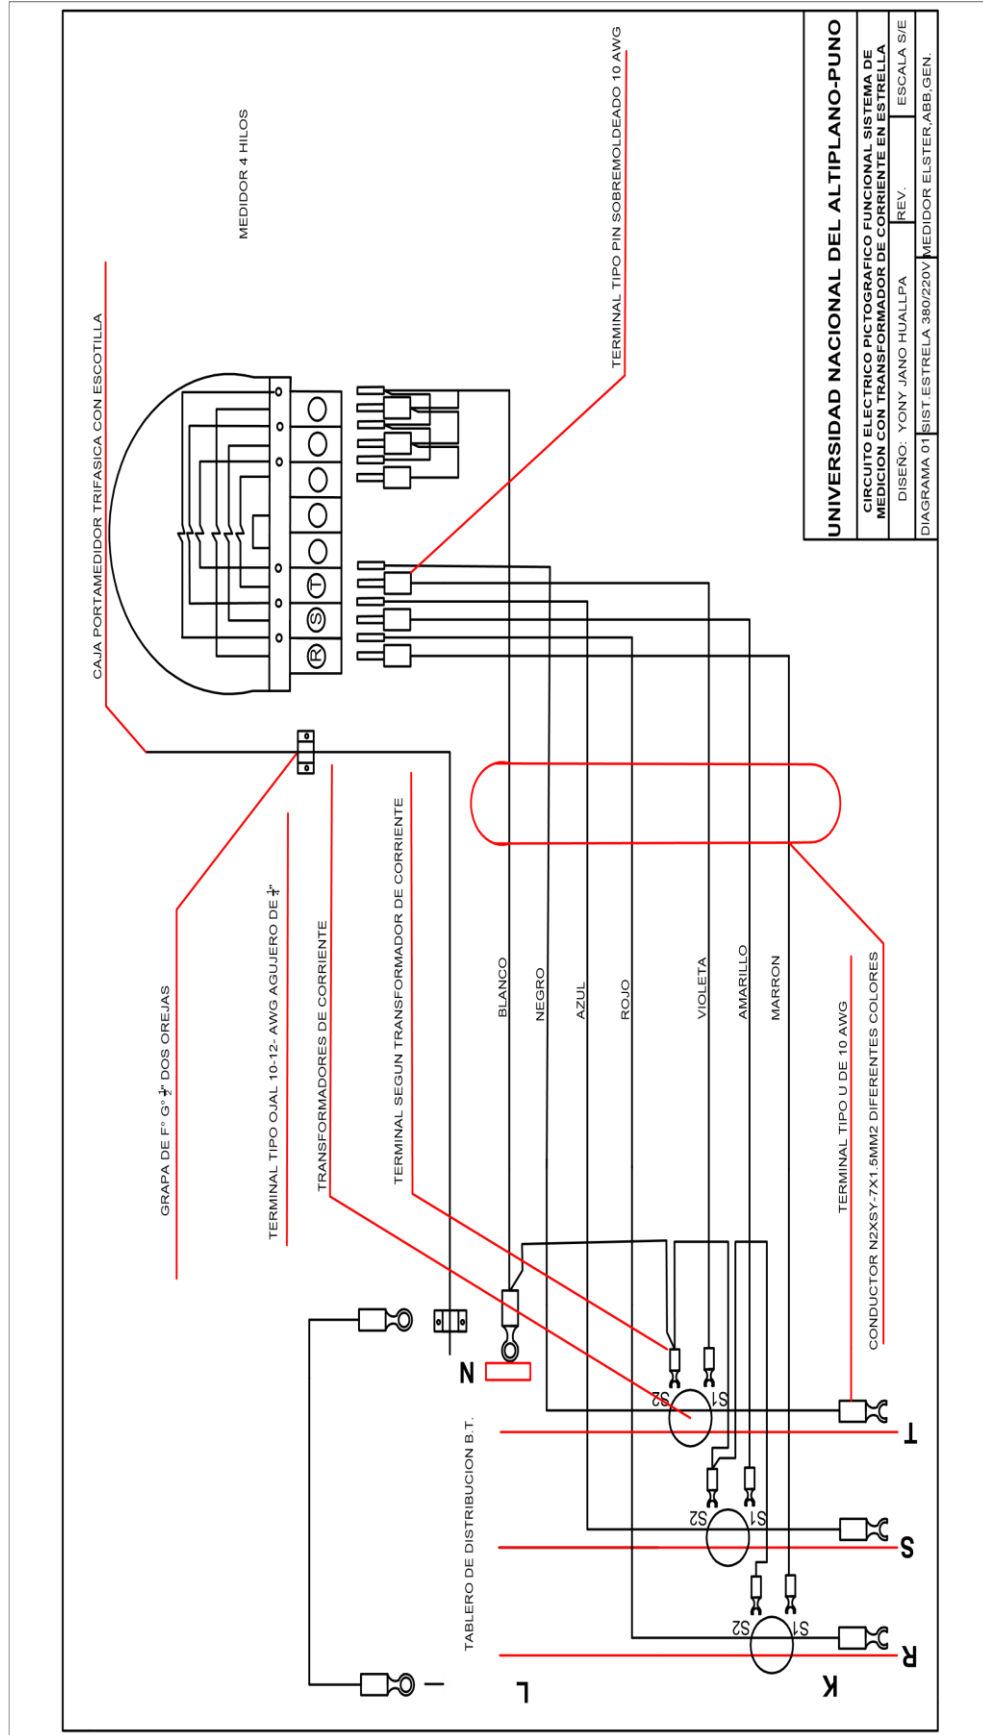 MEDIDOR 4 HILOS
CAJA PORTAMEDIDOR TRIFASICA CON ESCOTILLA
TERMINAL TIPO PIN SOBREMOLDEADO 10 AWG
R
S
T
GRAPA DE F° G° ½" DOS OREJAS
TERMINAL TIPO OJAL 10-12- AWG AGUJERO DE ¼"
TRANSFORMADORES DE CORRIENTE
TERMINAL SEGUN TRANSFORMADOR DE CORRIENTE
BLANCO
NEGRO
AZUL
ROJO
VIOLETA
AMARILLO
MARRON
TERMINAL TIPO U DE 10 AWG
CONDUCTOR N2XSY-7X1.5MM2 DIFERENTES COLORES
TABLERO DE DISTRIBUCION B.T.
N
S2
S1
T
S2
S1
S
S2
S1
R
L
K
UNIVERSIDAD NACIONAL DEL ALTIPLANO-PUNO
CIRCUITO ELECTRICO PICTOGRAFICO FUNCIONAL SISTEMA DE
MEDICION CON TRANSFORMADOR DE CORRIENTE EN ESTRELLA
DISEÑO: YONY JANO HUALLPA REV. ESCALA S/E
DIAGRAMA 01 SIST.ESTRELA 380/220V MEDIDOR ELSTER,ABB,GEN.